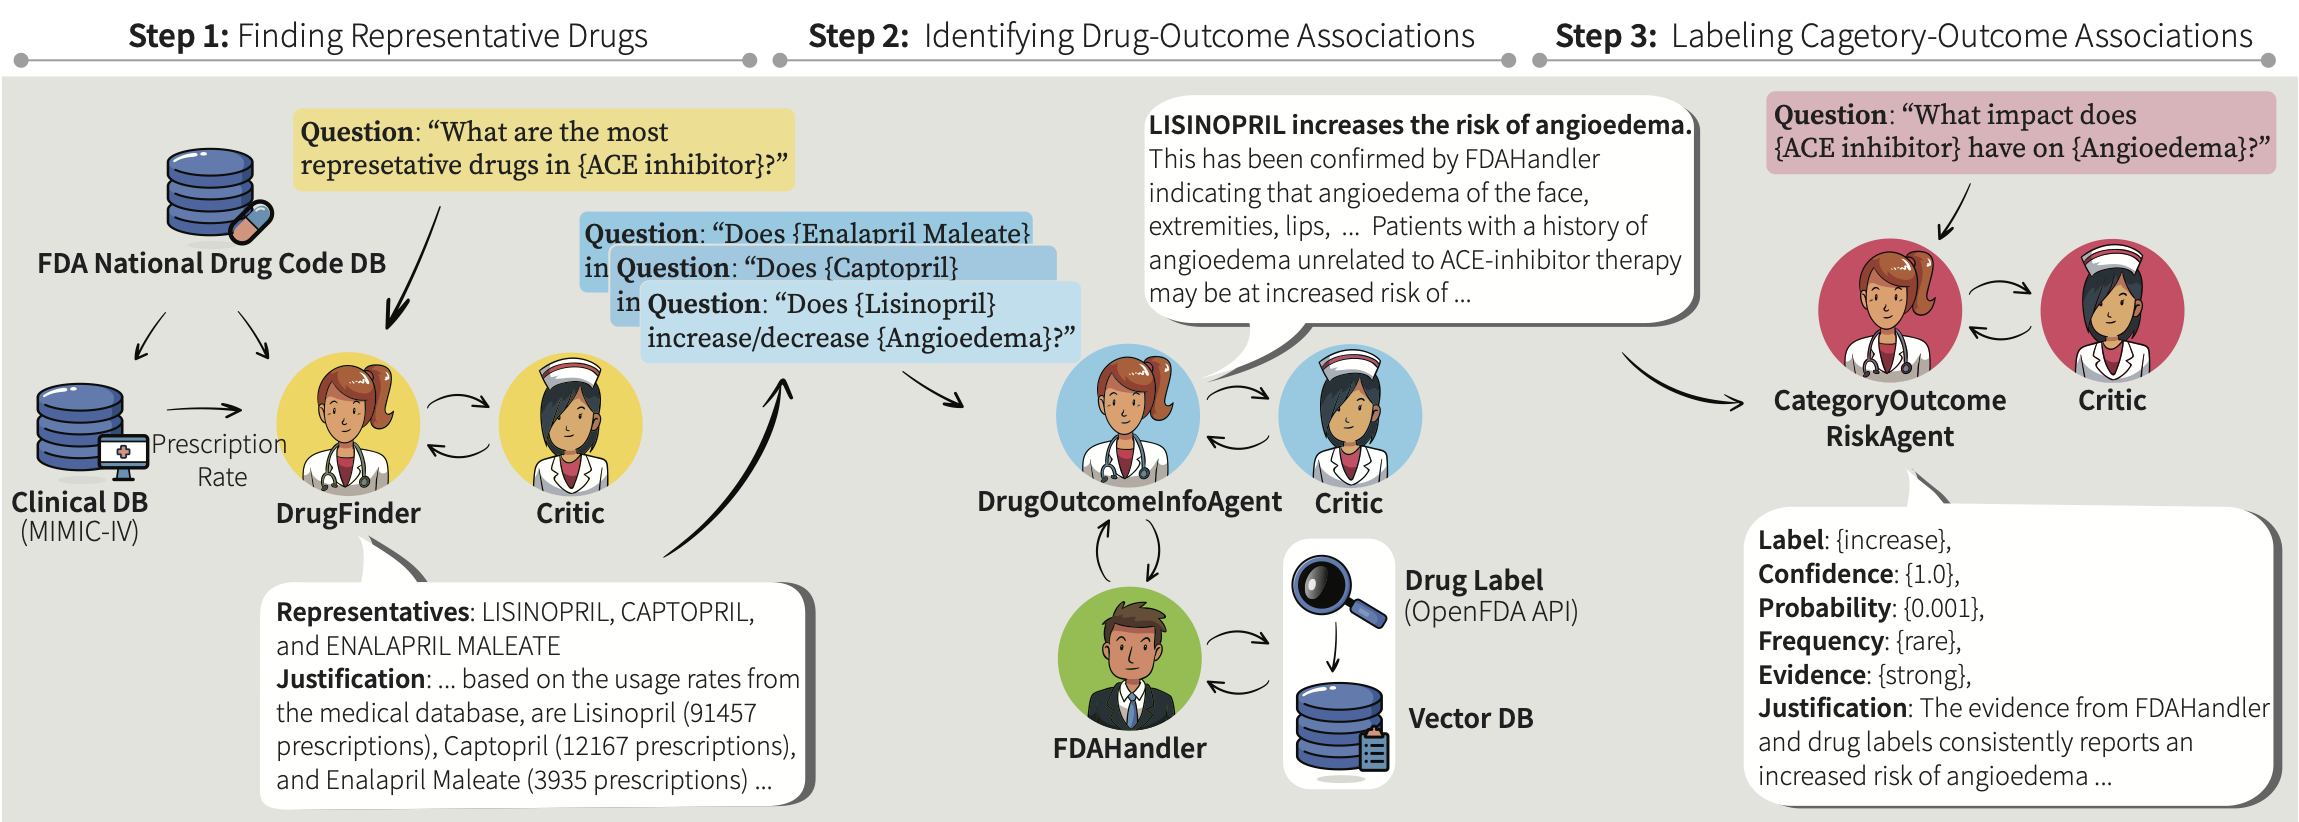 Step 1: Finding Representative Drugs
Step 2: Identifying Drug-Outcome Associations
Step 3: Labeling Cagetory-Outcome Associations
Question: “What are the most
represetative drugs in {ACE inhibitor}?”
FDA National Drug Code DB
Prescription
Rate
Clinical DB
(MIMIC-IV)
DrugFinder
Critic
Representatives: LISINOPRIL, CAPTOPRIL,
and ENALAPRIL MALEATE
Justification: ... based on the usage rates from
the medical database, are Lisinopril (91457
prescriptions), Captopril (12167 prescriptions),
and Enalapril Maleate (3935 prescriptions) ...
Question: “Does {Enalapril Maleate}
in
Question: “Does {Captopril}
in
Question: “Does {Lisinopril}
increase/decrease {Angioedema}?”
LISINOPRIL increases the risk of angioedema.
This has been confirmed by FDAHandler
indicating that angioedema of the face,
extremities, lips, ... Patients with a history of
angioedema unrelated to ACE-inhibitor therapy
may be at increased risk of ...
DrugOutcomeInfoAgent
Critic
FDAHandler
Drug Label
(OpenFDA API)
Vector DB
Question: “What impact does
{ACE inhibitor} have on {Angioedema}?”
CategoryOutcome
RiskAgent
Critic
Label: {increase},
Confidence: {1.0},
Probability: {0.001},
Frequency: {rare},
Evidence: {strong},
Justification: The evidence from FDAHandler
and drug labels consistently reports an
increased risk of angioedema ...